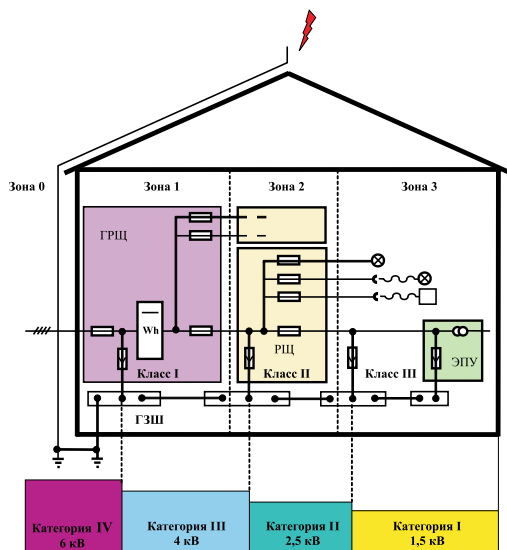 Зона 0
Зона 1
Зона 2
Зона 3
ГРЩ
Wh
РЩ
ЭПУ
Класс I
Класс II
Класс III
ГЗШ
Категория IV
6 кВ
Категория III
4 кВ
Категория II
2,5 кВ
Категория I
1,5 кВ